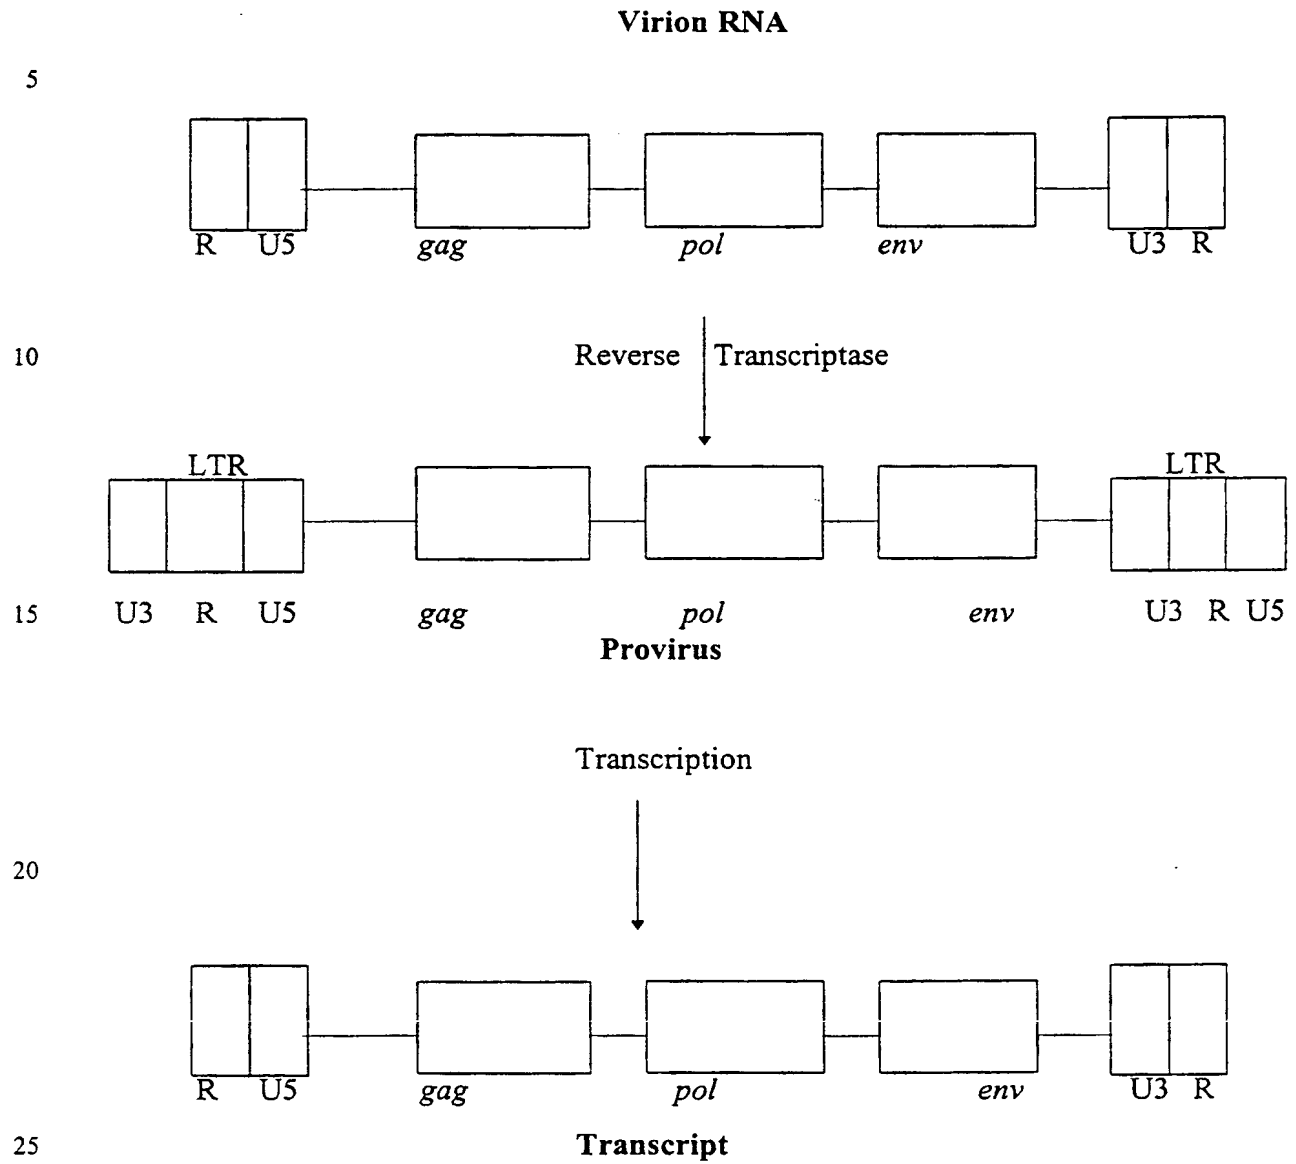 Virion RNA
5
R U5 gag pol env U3 R
10 Reverse Transcriptase
LTR LTR
15 U3 R U5 gag pol env U3 R U5
Provirus
Transcription
20
R U5 gag pol env U3 R
25 Transcript